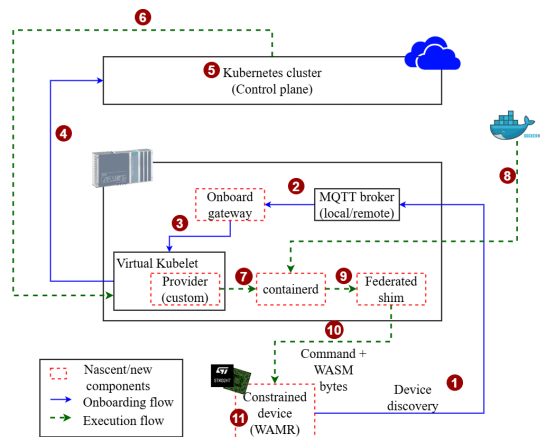 6
5
Kubernetes cluster
(Control plane)
4
8
2
Onboard
gateway
MQTT broker
(local/remote)
3
Virtual Kubelet
Provider
(custom)
7
containerd
9
Federated
shim
10
Command +
WASM
bytes
1
Device
discovery
ST
STM32H7
11
Constrained
device
(WAMR)
Nascent/new
components
Onboarding flow
Execution flow